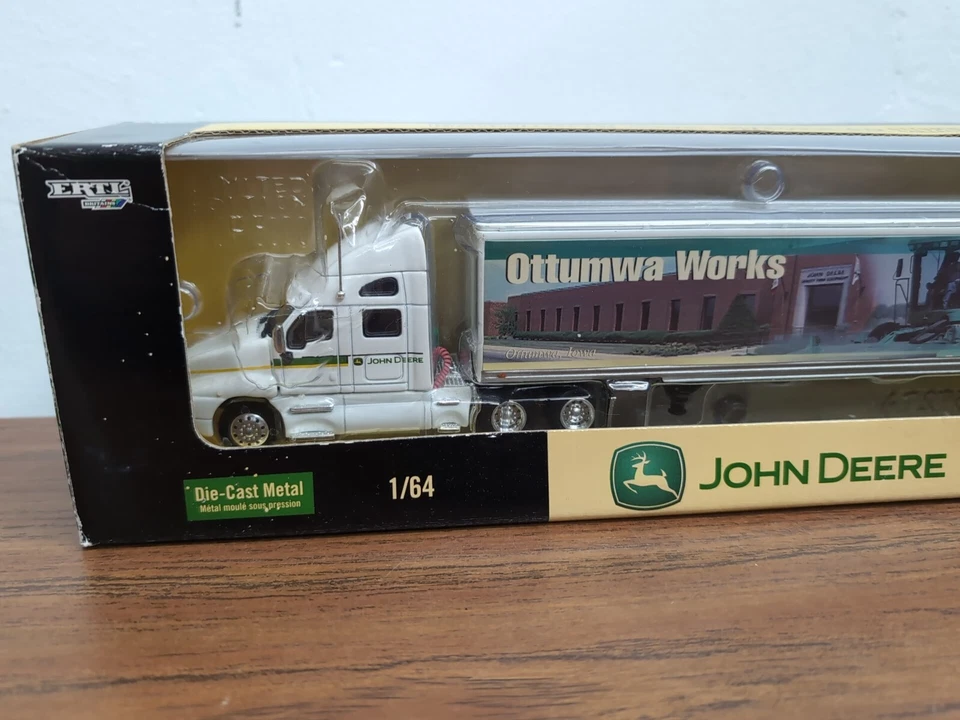 ERTL
BRITAINS
Ottumwa Works
JOHN DEERE
Ottumwa, Iowa
JOHN DEERE
Die-Cast Metal
Métal moulé sous pression
1/64
JOHN DEERE